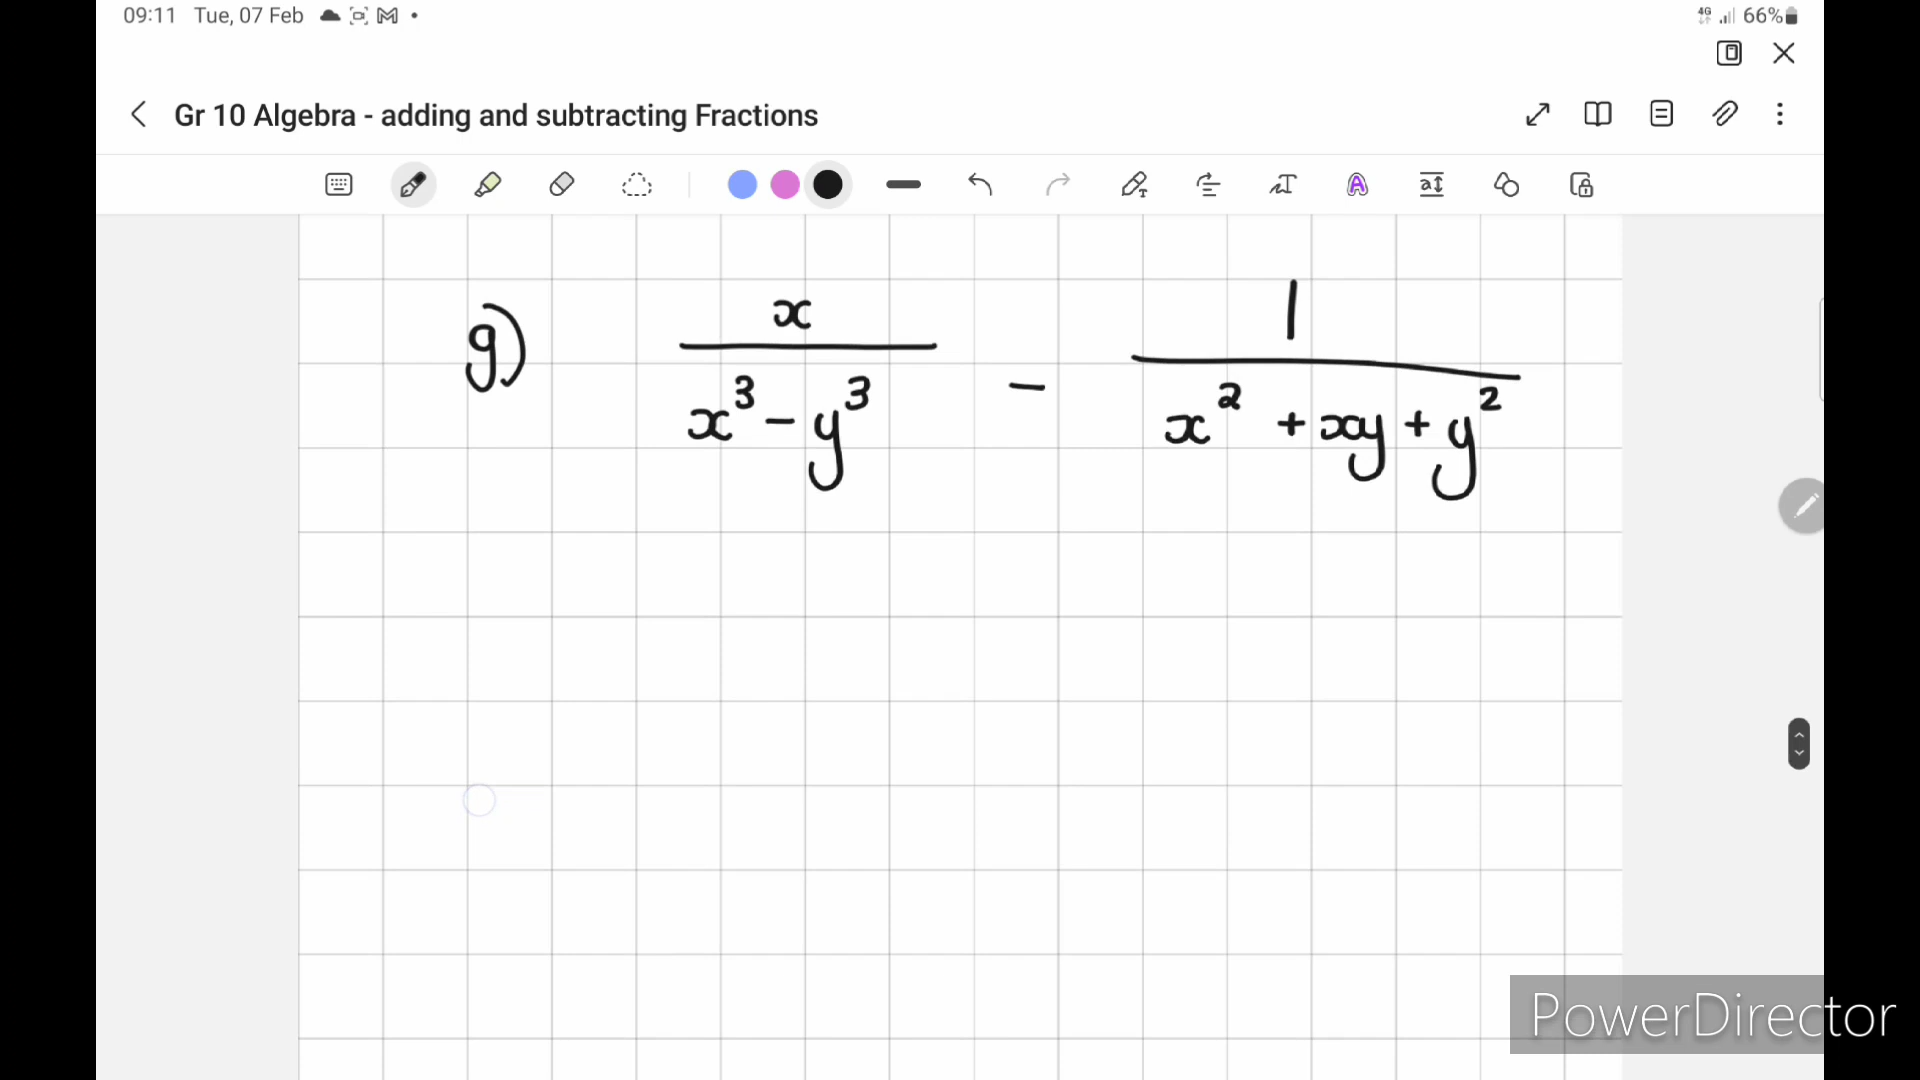 09:11 Tue, 07 Feb
4G 66%
Gr 10 Algebra - adding and subtracting Fractions
g) x/(x³ - y³) - 1/(x² + xy + y²)
PowerDirector